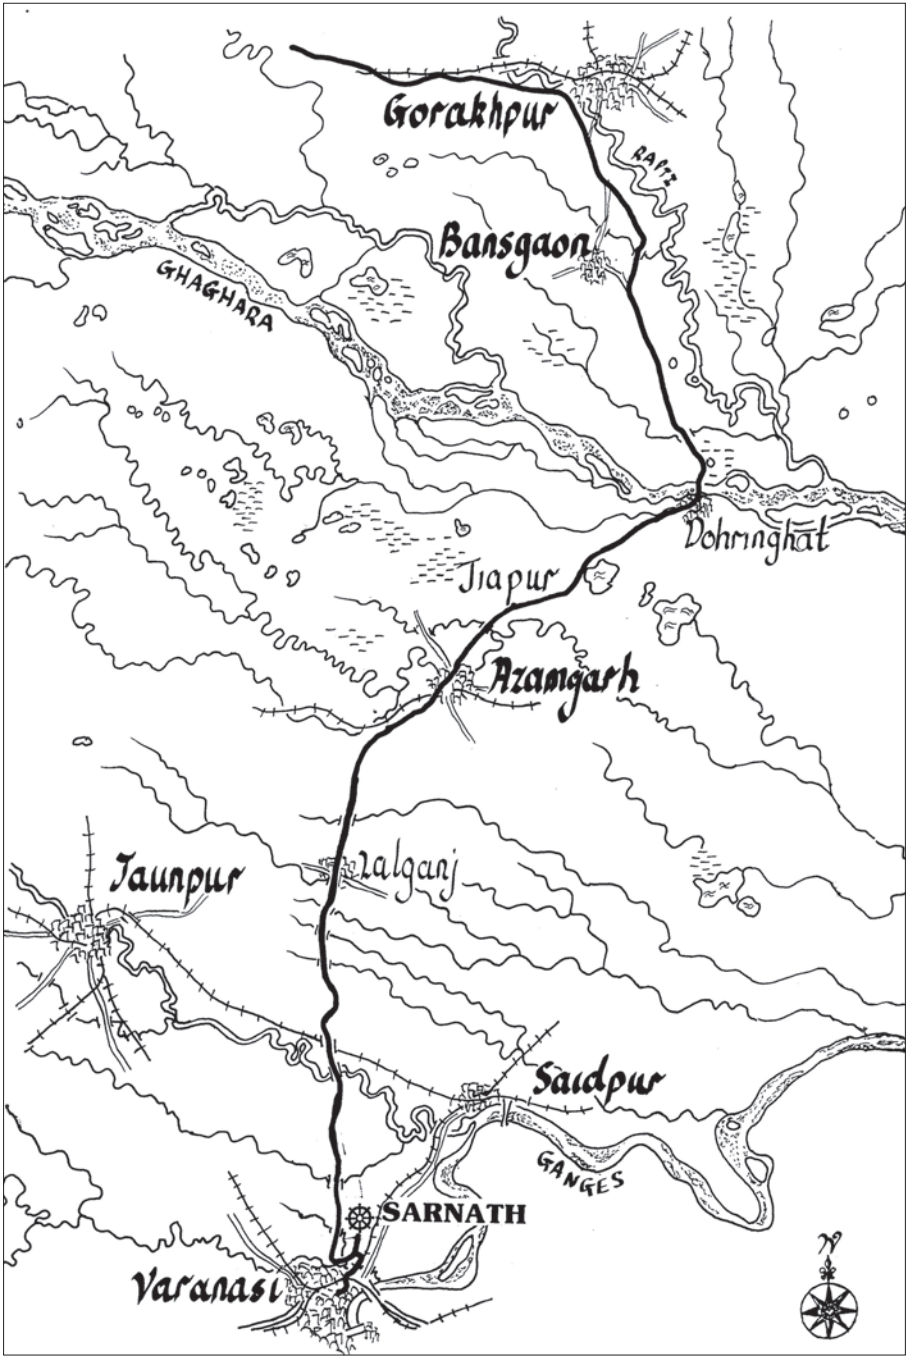 Gorakhpur
RAPTI
Bansgaon
GHAGHARA
Dohringhat
Jiapur
Azamgarh
Lalganj
Jaunpur
Saidpur
GANGES
SARNATH
N
Varanasi